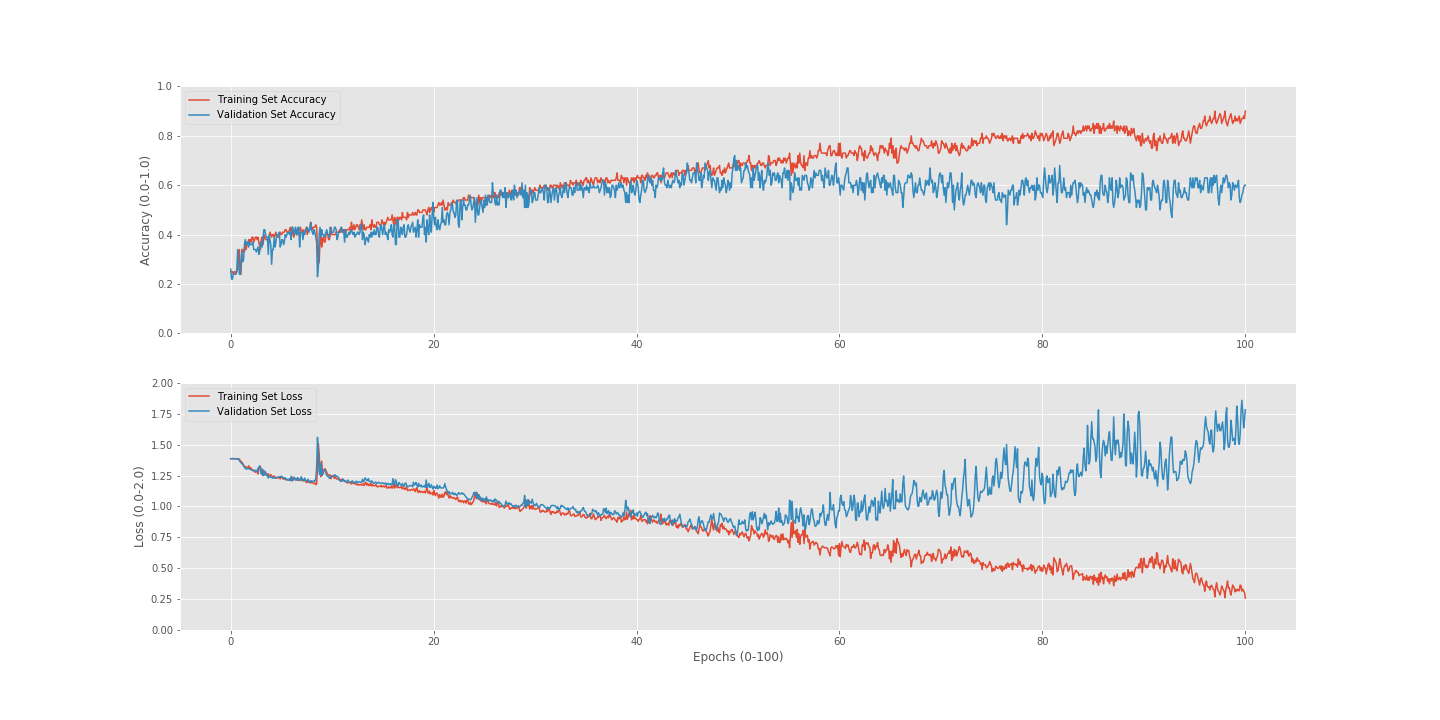 1.0
Training Set Accuracy
Validation Set Accuracy
0.8
0.6
0.4
0.2
0.0
Accuracy (0.0-1.0)
0 20 40 60 80 100
2.00
Training Set Loss
Validation Set Loss
1.75
1.50
1.25
1.00
0.75
0.50
0.25
0.00
Loss (0.0-2.0)
0 20 40 60 80 100
Epochs (0-100)